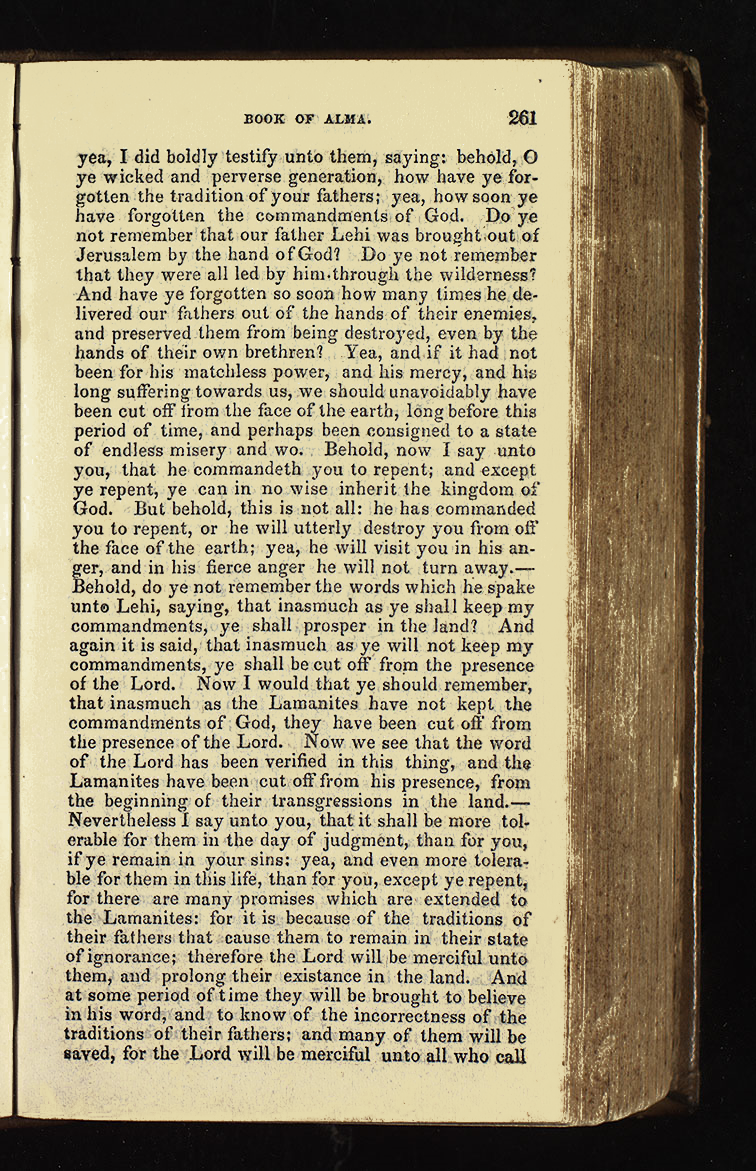 BOOK OF ALMA. 261
yea, I did boldly testify unto them, saying: behold, O
ye wicked and perverse generation, how have ye for-
gotten the tradition of your fathers; yea, how soon ye
have forgotten the commandments of God. Do ye
not remember that our father Lehi was brought out of
Jerusalem by the hand of God? Do ye not remember
that they were all led by him through the wilderness?
And have ye forgotten so soon how many times he de-
livered our fathers out of the hands of their enemies,
and preserved them from being destroyed, even by the
hands of their own brethren? Yea, and if it had not
been for his matchless power, and his mercy, and his
long suffering towards us, we should unavoidably have
been cut off from the face of the earth, long before this
period of time, and perhaps been consigned to a state
of endless misery and wo. Behold, now I say unto
you, that he commandeth you to repent; and except
ye repent, ye can in no wise inherit the kingdom of
God. But behold, this is not all: he has commanded
you to repent, or he will utterly destroy you from off
the face of the earth; yea, he will visit you in his an-
ger, and in his fierce anger he will not turn away.—
Behold, do ye not remember the words which he spake
unto Lehi, saying, that inasmuch as ye shall keep my
commandments, ye shall prosper in the land? And
again it is said, that inasmuch as ye will not keep my
commandments, ye shall be cut off from the presence
of the Lord. Now I would that ye should remember,
that inasmuch as the Lamanites have not kept the
commandments of God, they have been cut off from
the presence of the Lord. Now we see that the word
of the Lord has been verified in this thing, and the
Lamanites have been cut off from his presence, from
the beginning of their transgressions in the land.—
Nevertheless I say unto you, that it shall be more tol-
erable for them in the day of judgment, than for you,
if ye remain in your sins: yea, and even more tolera-
ble for them in this life, than for you, except ye repent,
for there are many promises which are extended to
the Lamanites: for it is because of the traditions of
their fathers that cause them to remain in their state
of ignorance; therefore the Lord will be merciful unto
them, and prolong their existance in the land. And
at some period of time they will be brought to believe
in his word, and to know of the incorrectness of the
traditions of their fathers; and many of them will be
saved, for the Lord will be merciful unto all who call